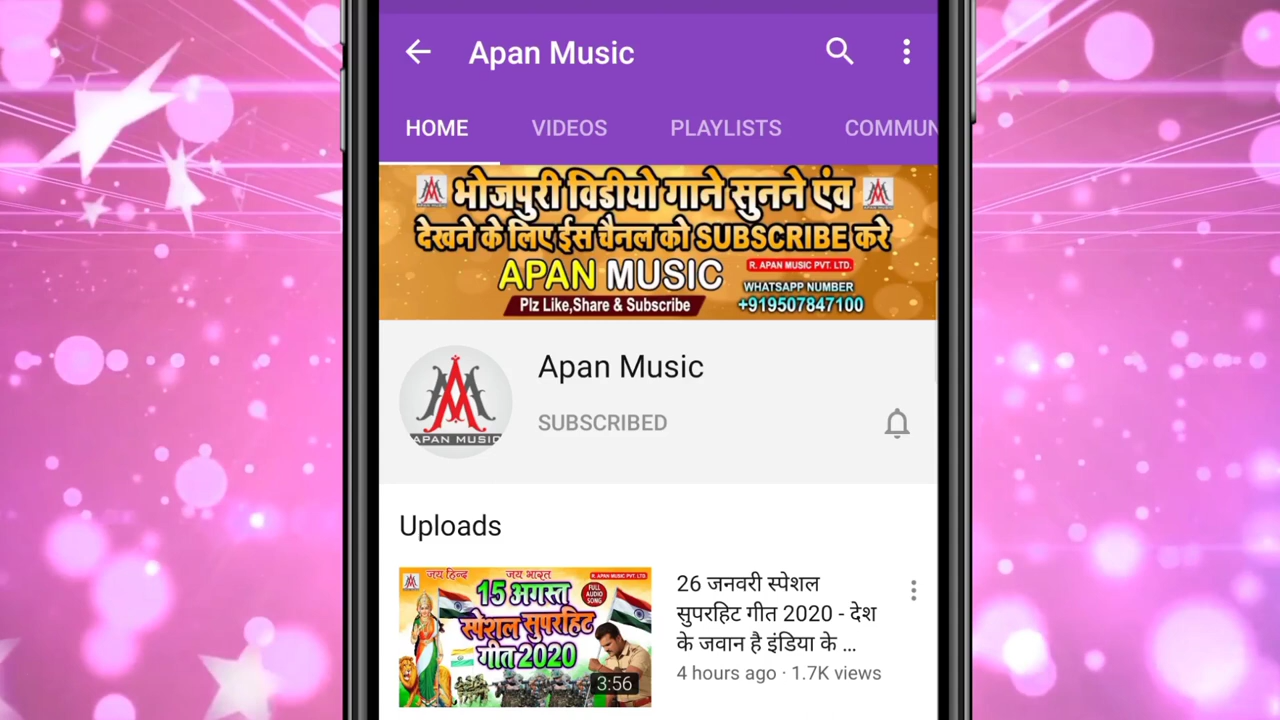 Apan Music
HOME VIDEOS PLAYLISTS COMMUN
भोजपुरी विडीयो गाने सुनने एंव
देखने के लिए ईस चैनल को SUBSCRIBE करे
APAN MUSIC
R. APAN MUSIC PVT. LTD.
WHATSAPP NUMBER
Plz Like,Share & Subscribe
+919507847100
Apan Music
SUBSCRIBED
APAN MUSIC
Uploads
जय हिन्द जय भारत
R. APAN MUSIC PVT. LTD
15 अगस्त
FULL
AUDIO
SONG
स्पेशल सुपरहिट
गीत 2020
3:56
26 जनवरी स्पेशल
सुपरहिट गीत 2020 - देश
के जवान है इंडिया के ...
4 hours ago · 1.7K views